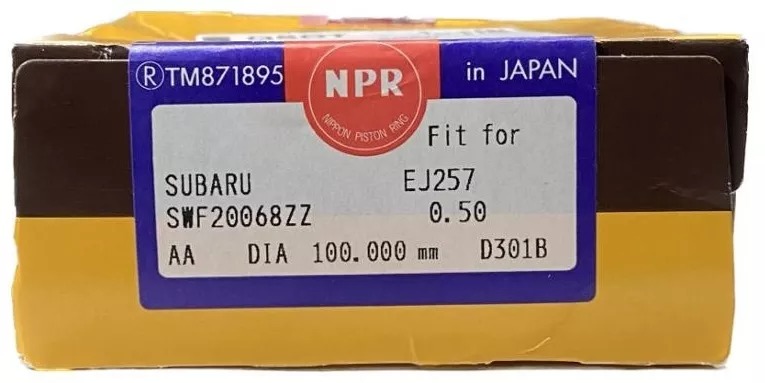 ®TM871895 NPR in JAPAN
NIPPON PISTON RING
Fit for
SUBARU EJ257
SWF20068ZZ 0.50
AA DIA 100.000 mm D301B